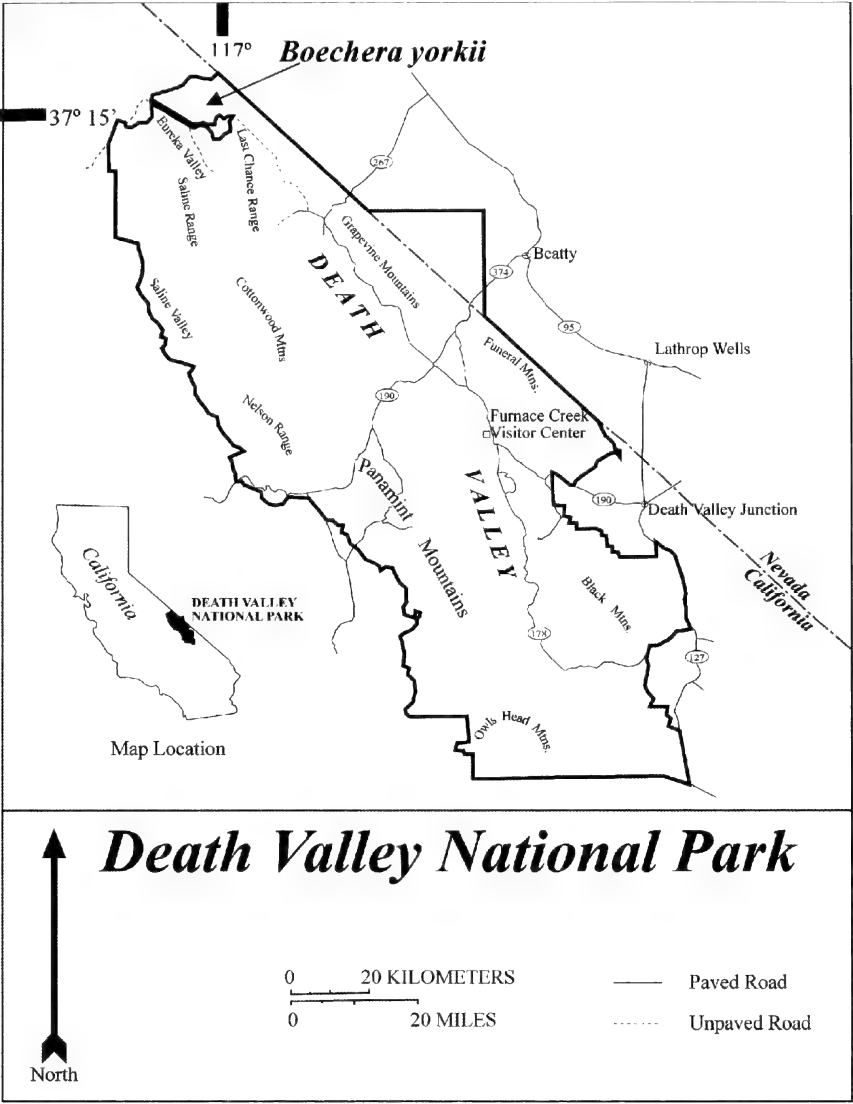 117°
Boechera yorkii
37° 15'
Eureka Valley
Last Chance Range
Saline Range
267
Grapevine Mountains
DEATH
Beatty
374
Saline Valley
Cottonwood Mtns
95
Funeral Mtns.
Lathrop Wells
190
Nelson Range
Furnace Creek
Visitor Center
Panamint
Mountains
VALLEY
190
Death Valley Junction
Nevada
California
California
DEATH VALLEY
NATIONAL PARK
Black Mtns.
178
127
Owls Head Mtns.
Map Location
Death Valley National Park
0 20 KILOMETERS
0 20 MILES
Paved Road
Unpaved Road
North